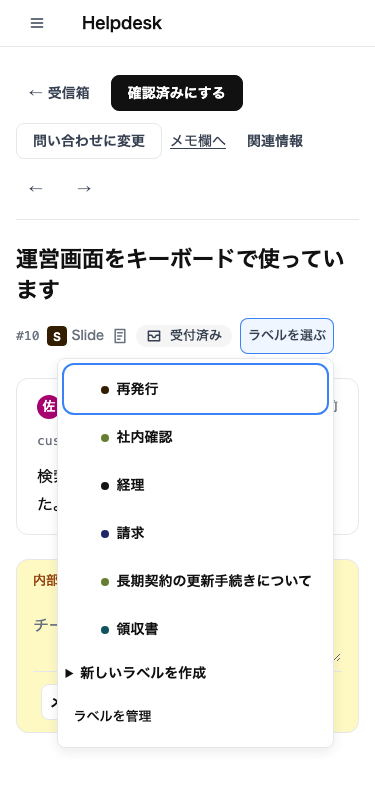 Helpdesk
← 受信箱
確認済みにする
問い合わせに変更
メモ欄へ
関連情報
← →
運営画面をキーボードで使ってい
ます
#10 S Slide 受付済み ラベルを選ぶ
佐
cus
前
検索
たよ
再発行
社内確認
経理
請求
長期契約の更新手続きについて
領収書
内部
チー
▶ 新しいラベルを作成
ラベルを管理